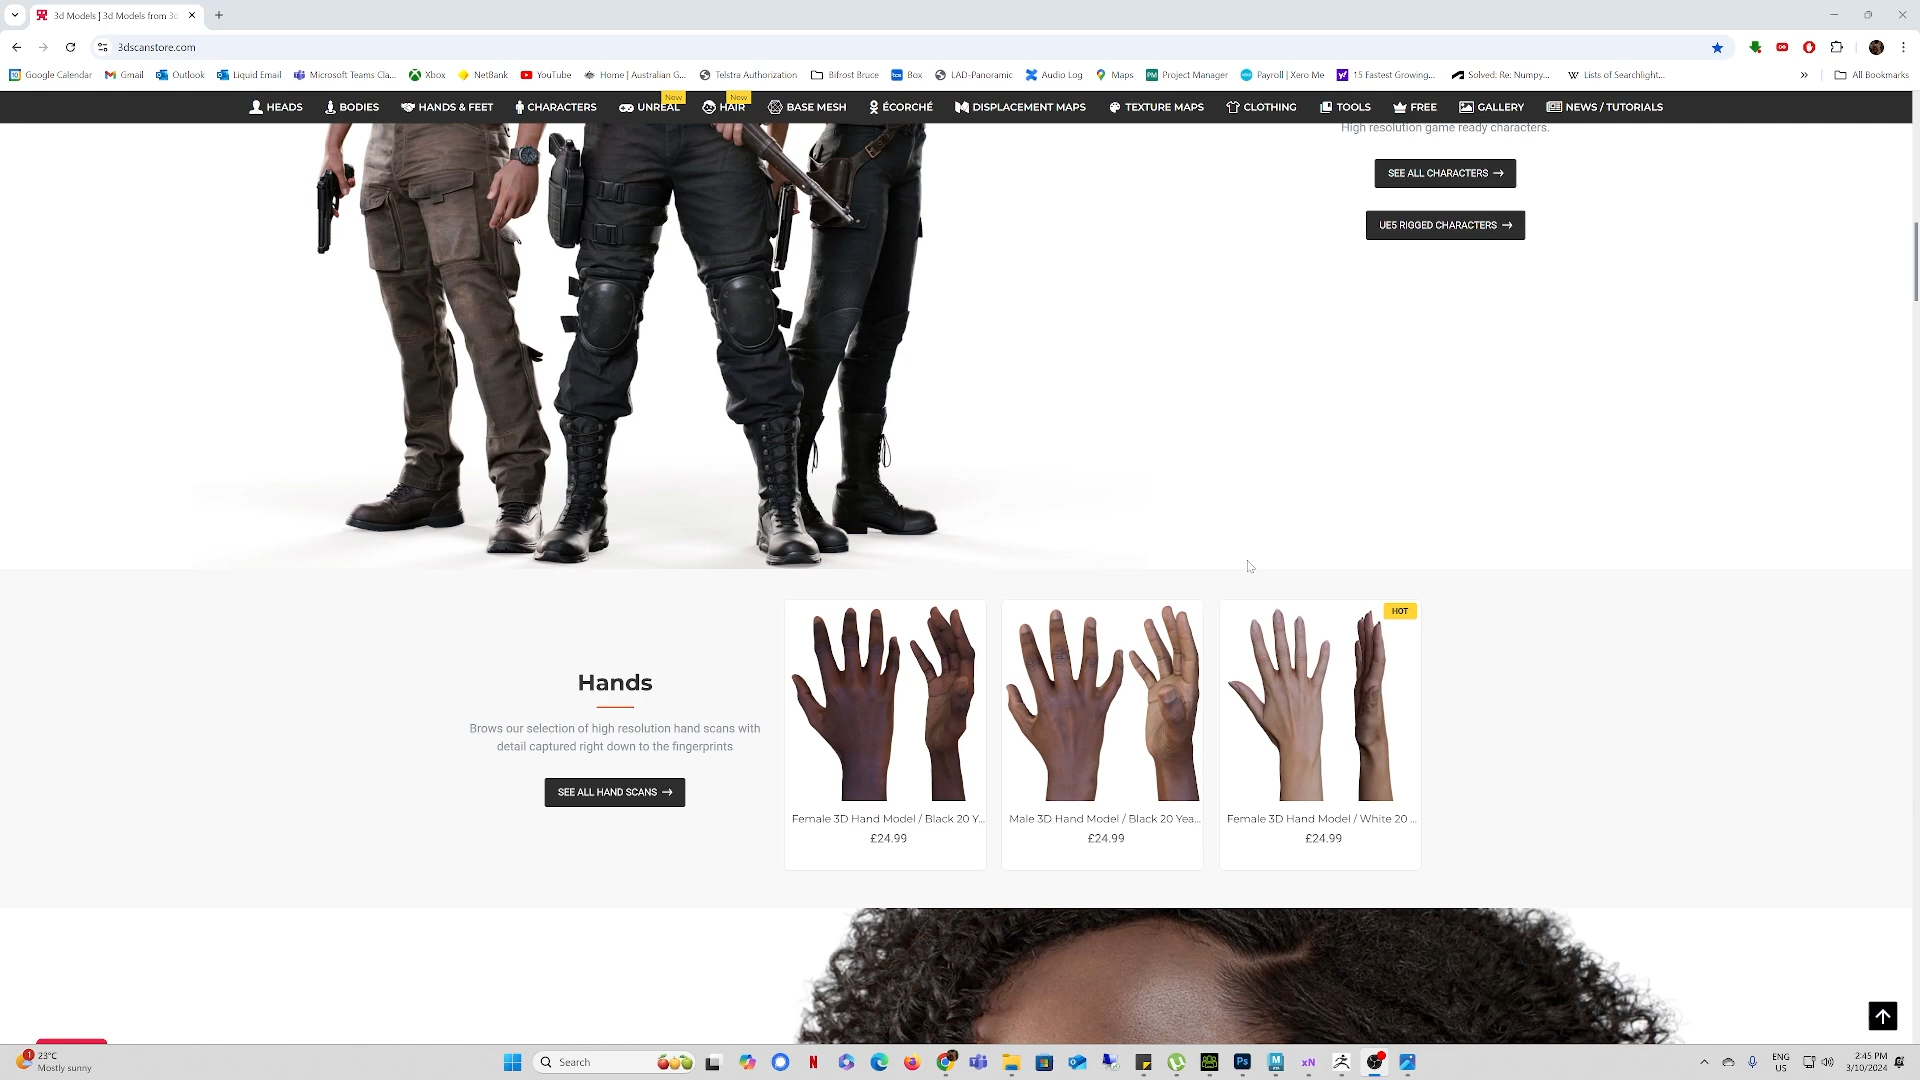 3d Models | 3d Models from 3d
3dscanstore.com
Google Calendar
Gmail
Outlook
Liquid Email
Microsoft Teams Cla...
Xbox
NetBank
YouTube
Home | Australian G...
Telstra Authorization
Bifrost Bruce
Box
LAD-Panoramic
Audio Log
Maps
Project Manager
Payroll | Xero Me
15 Fastest Growing...
Solved: Re: Numpy...
Lists of Searchlight...
All Bookmarks
New
New
HEADS
BODIES
HANDS & FEET
CHARACTERS
UNREAL
HAIR
BASE MESH
ÉCORCHÉ
DISPLACEMENT MAPS
TEXTURE MAPS
CLOTHING
TOOLS
FREE
GALLERY
NEWS / TUTORIALS
High resolution game ready characters.
SEE ALL CHARACTERS →
UE5 RIGGED CHARACTERS →
HOT
Hands
Brows our selection of high resolution hand scans with
detail captured right down to the fingerprints
SEE ALL HAND SCANS →
Female 3D Hand Model / Black 20 Y...
£24.99
Male 3D Hand Model / Black 20 Yea...
£24.99
Female 3D Hand Model / White 20 ...
£24.99
1
23°C
Mostly sunny
Search
ENG
US
2:45 PM
3/10/2024